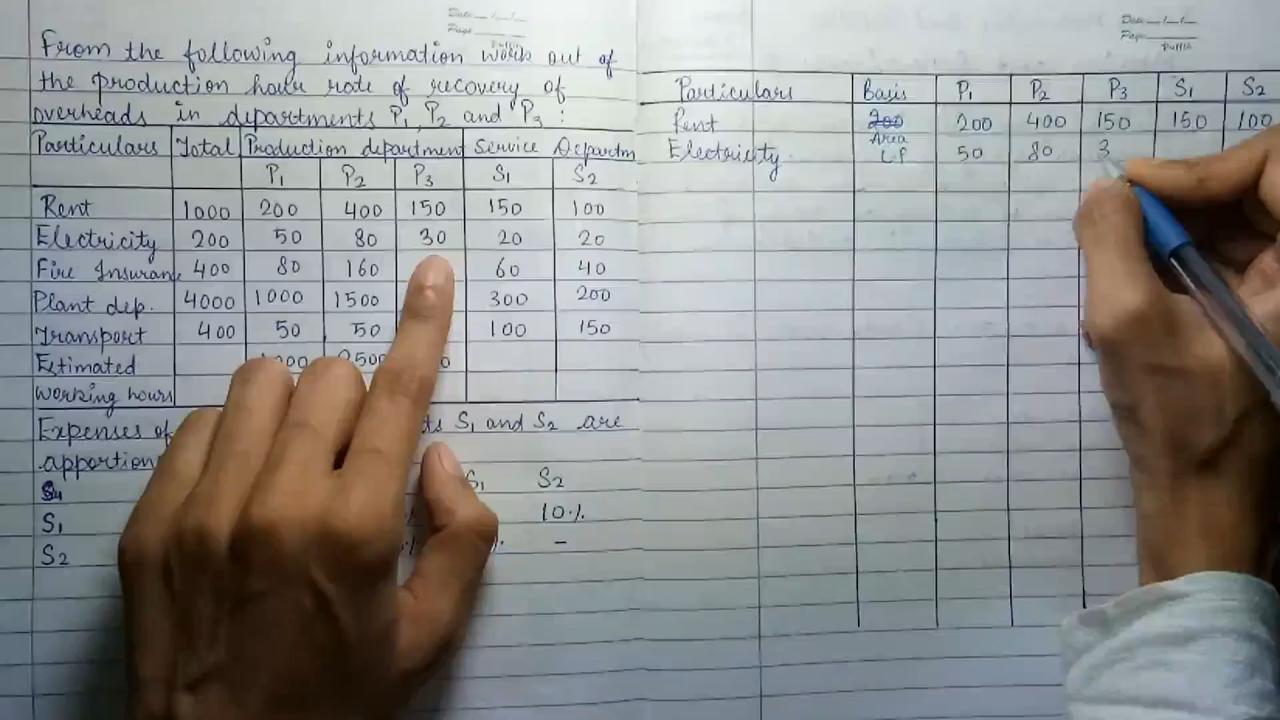 Date
Page
From the following information work out of
the production hour rate of recovery of
overheads in departments P1, P2 and P3 :
Particulars Total Production department Service Departm
P1 P2 P3 S1 S2
Rent 1000 200 400 150 150 100
Electricity 200 50 80 30 20 20
Fire Insuran 400 80 160 60 40
Plant dep. 4000 1000 1500 300 200
Transport 400 50 50 100 150
Estimated
working hours
Expenses of S1 and S2 are
apportion
S1 S2
S1 10%
S2 -
Date
Page
Particulars Basis P1 P2 P3 S1 S2
Rent Area 200 400 150 150 100
Electricity LP 50 80 3